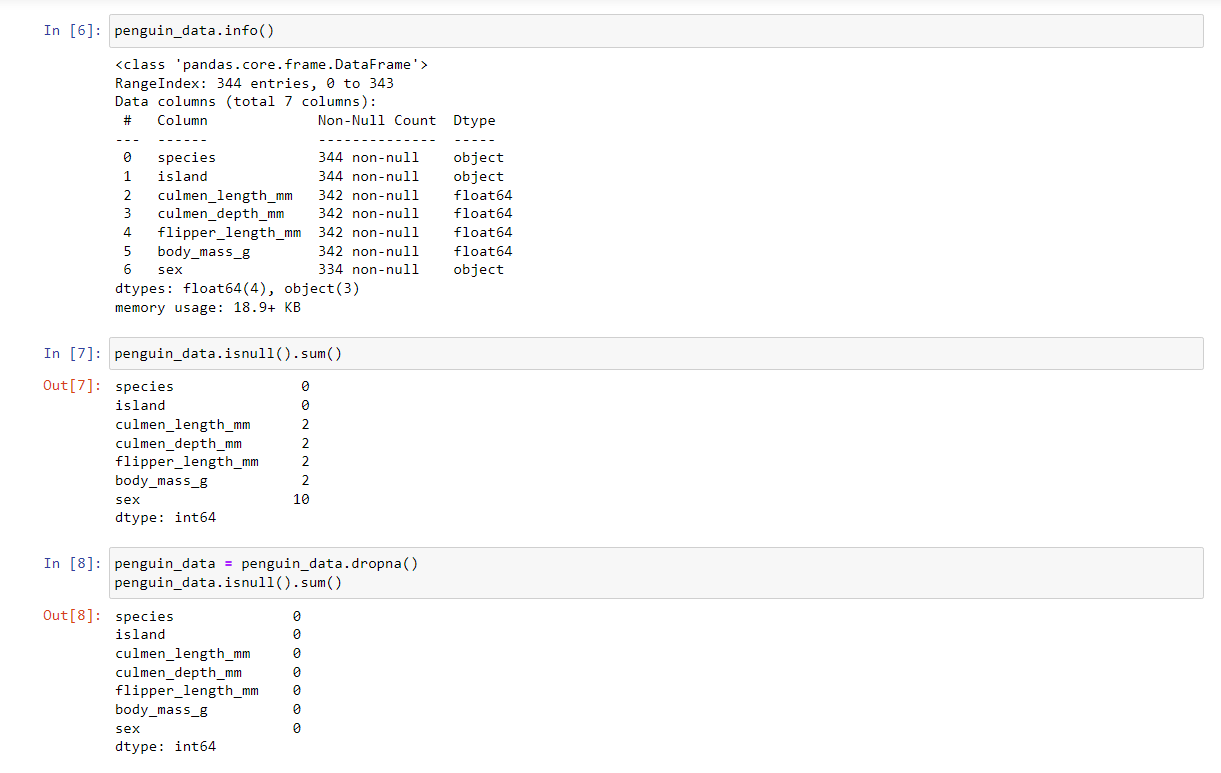 In [6]: penguin_data.info()
<class 'pandas.core.frame.DataFrame'>
RangeIndex: 344 entries, 0 to 343
Data columns (total 7 columns):
 #   Column             Non-Null Count  Dtype
---  ------             --------------  -----
 0   species            344 non-null    object
 1   island             344 non-null    object
 2   culmen_length_mm   342 non-null    float64
 3   culmen_depth_mm    342 non-null    float64
 4   flipper_length_mm  342 non-null    float64
 5   body_mass_g        342 non-null    float64
 6   sex                334 non-null    object
dtypes: float64(4), object(3)
memory usage: 18.9+ KB
In [7]: penguin_data.isnull().sum()
Out[7]: species               0
island                0
culmen_length_mm      2
culmen_depth_mm       2
flipper_length_mm     2
body_mass_g           2
sex                  10
dtype: int64
In [8]: penguin_data = penguin_data.dropna()
penguin_data.isnull().sum()
Out[8]: species              0
island               0
culmen_length_mm     0
culmen_depth_mm      0
flipper_length_mm    0
body_mass_g          0
sex                  0
dtype: int64